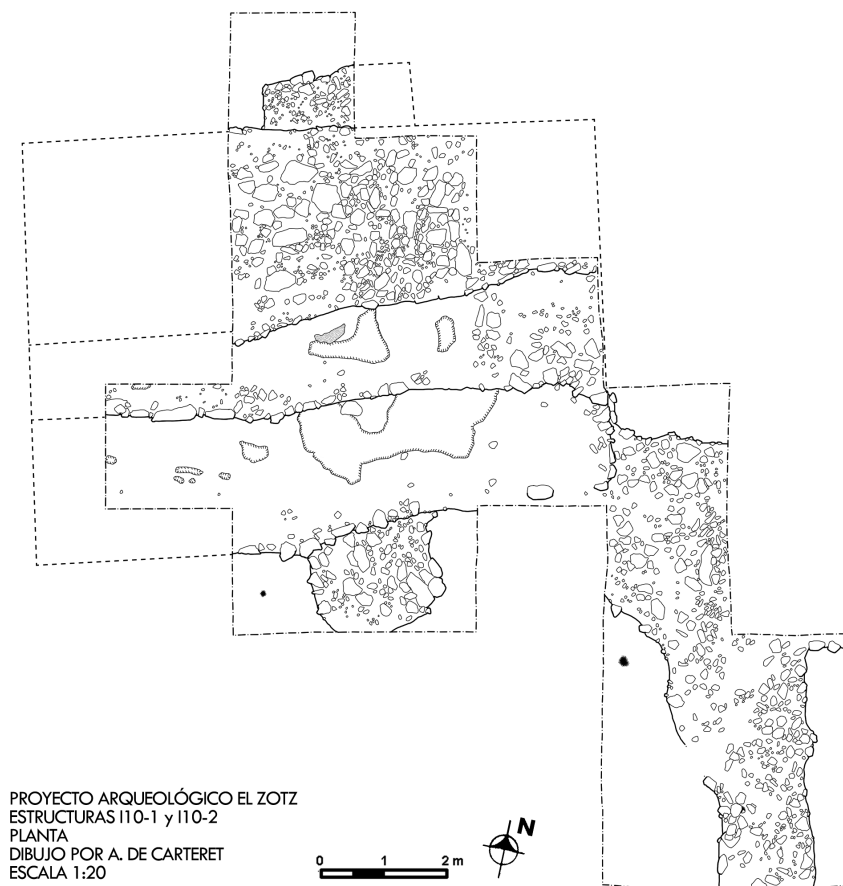 PROYECTO ARQUEOLÓGICO EL ZOTZ
ESTRUCTURAS I10-1 y I10-2
PLANTA
DIBUJO POR A. DE CARTERET
ESCALA 1:20
0 1 2 m
N